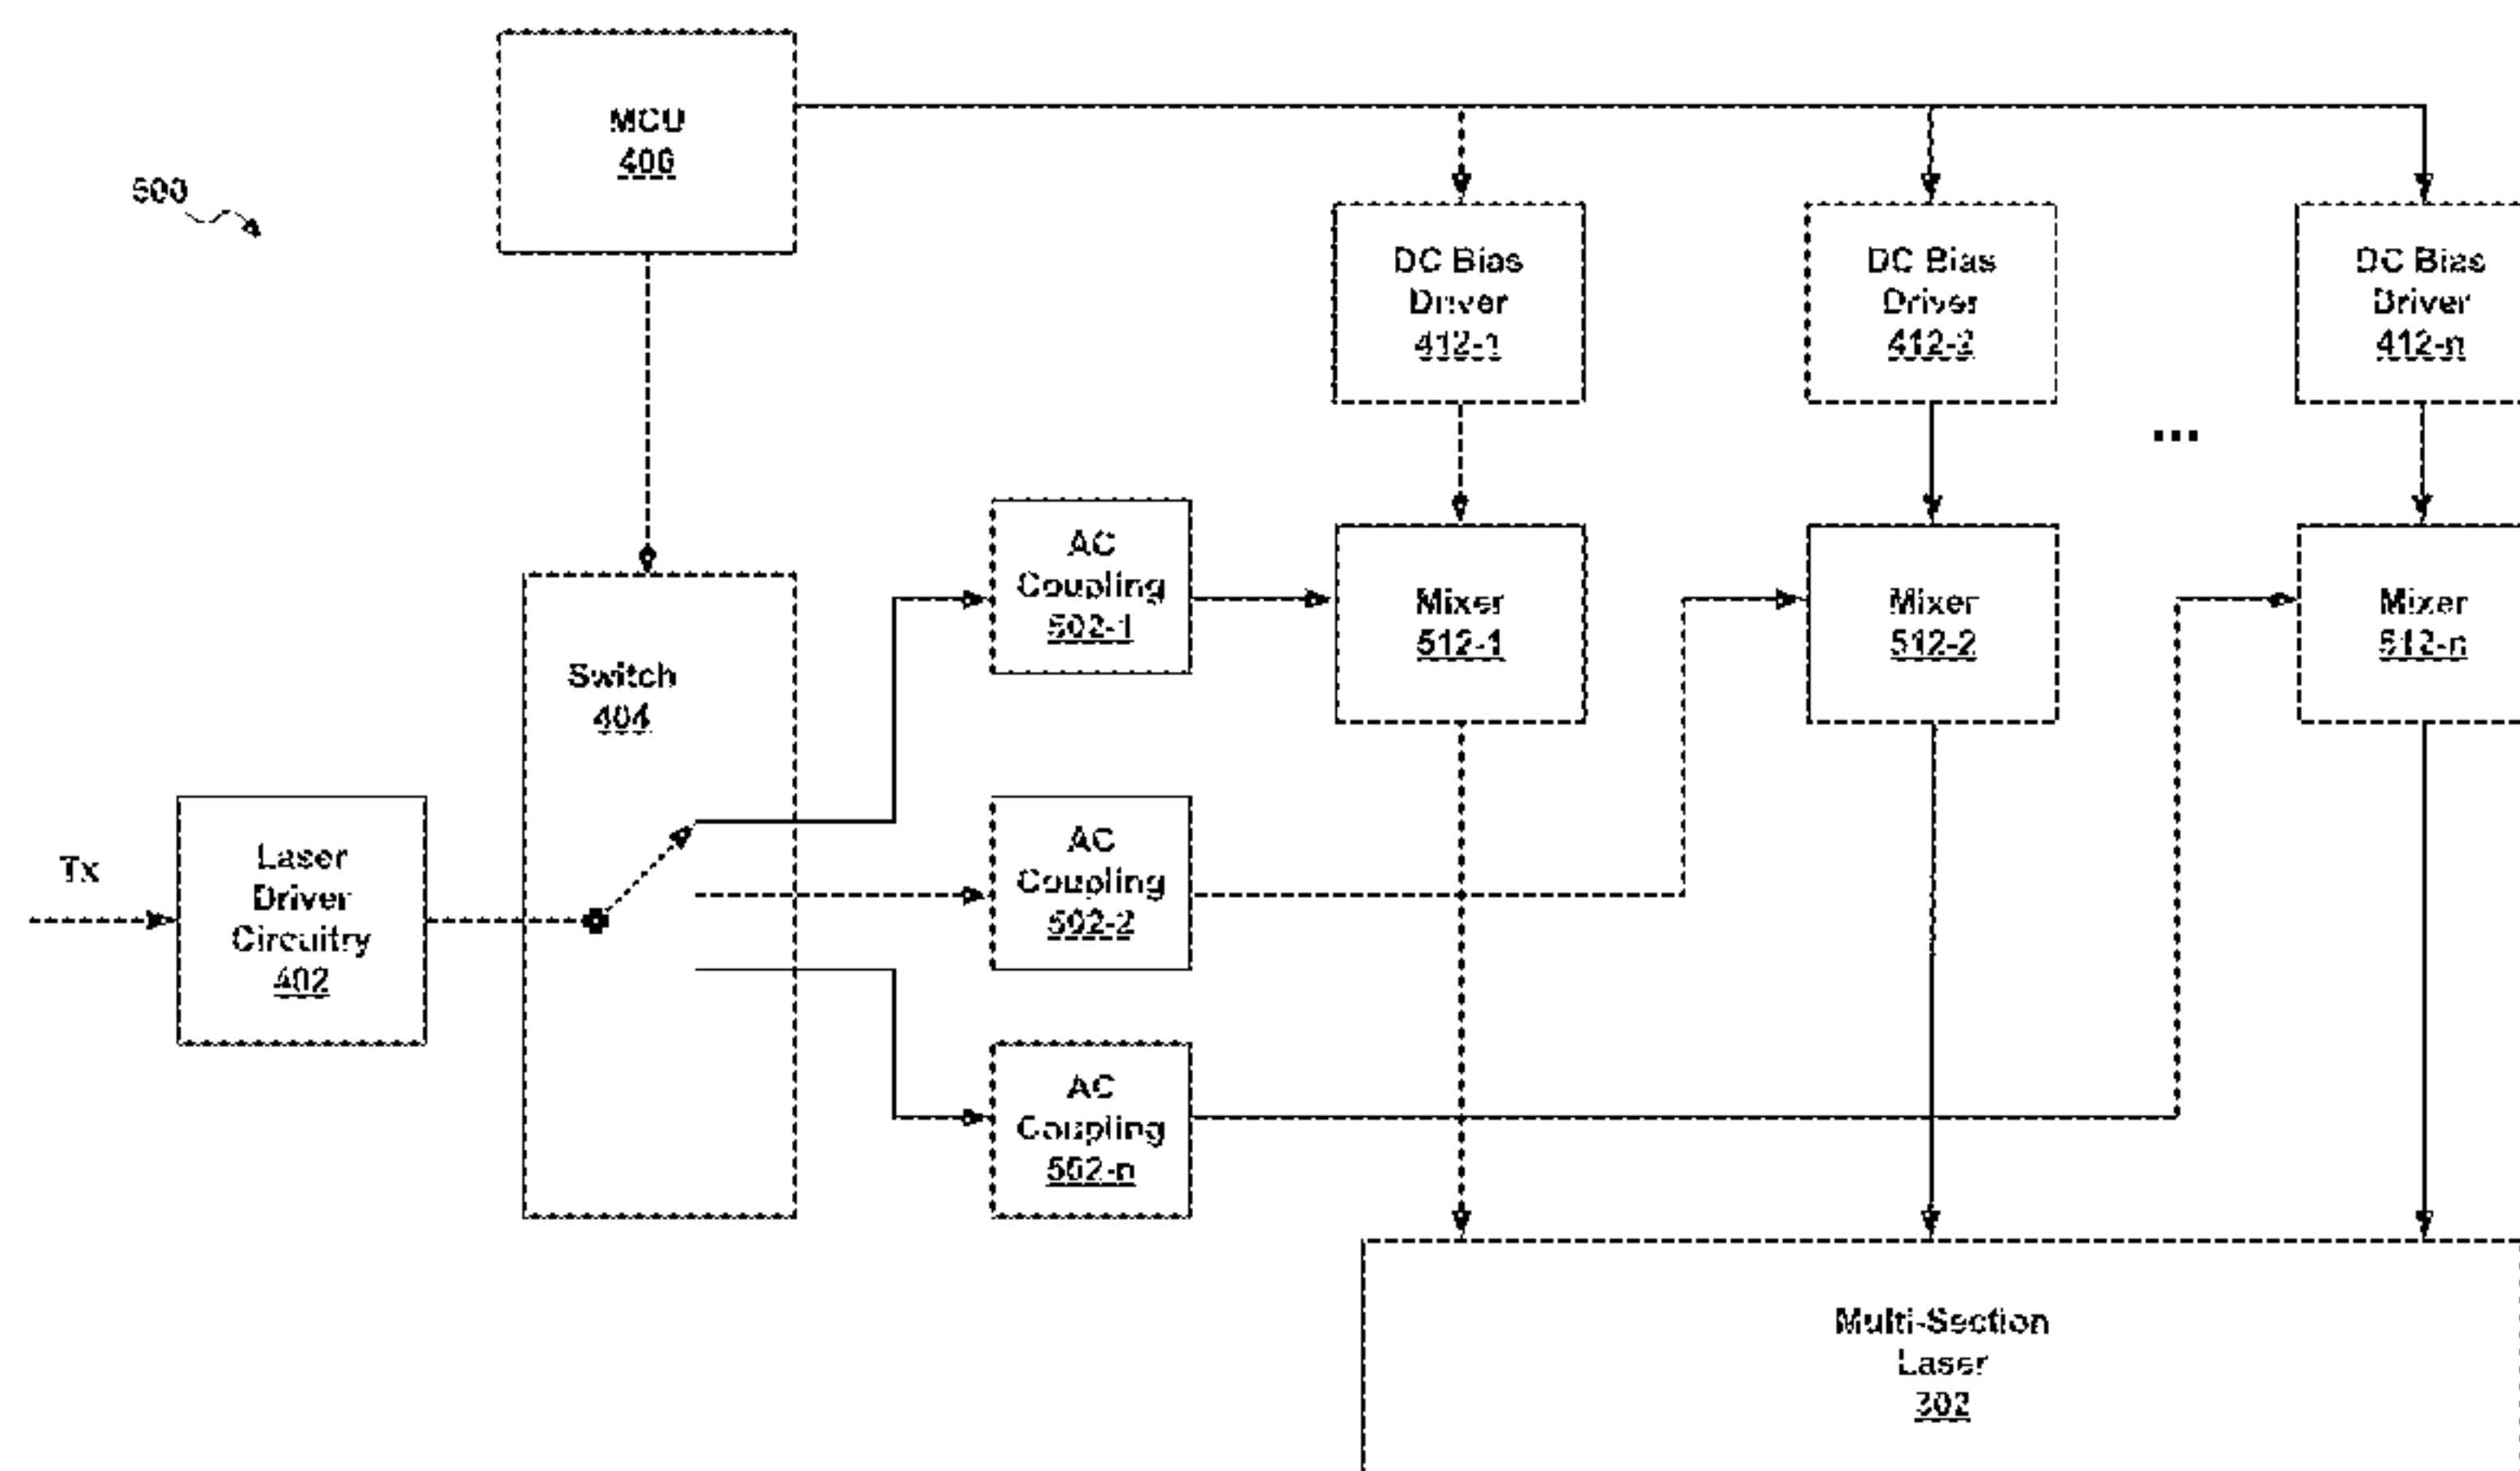 MCU
406
500
DC Bias
Driver
412-1
DC Bias
Driver
412-2
DC Bias
Driver
412-n
AC
Coupling
502-1
Mixer
512-1
Mixer
512-2
Mixer
512-n
Switch
404
Tx
Laser
Driver
Circuitry
402
AC
Coupling
502-2
...
AC
Coupling
502-n
Multi-Section
Laser
302